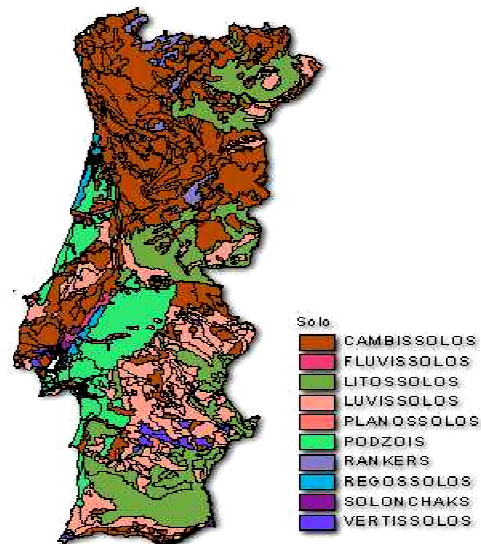 Solo
CAMBISSOLOS
FLUVISSOLOS
LITOSSOLOS
LUVISSOLOS
PLANOSSOLOS
PODZOIS
RANKERS
REGOSSOLOS
SOLONCHAKS
VERTISSOLOS